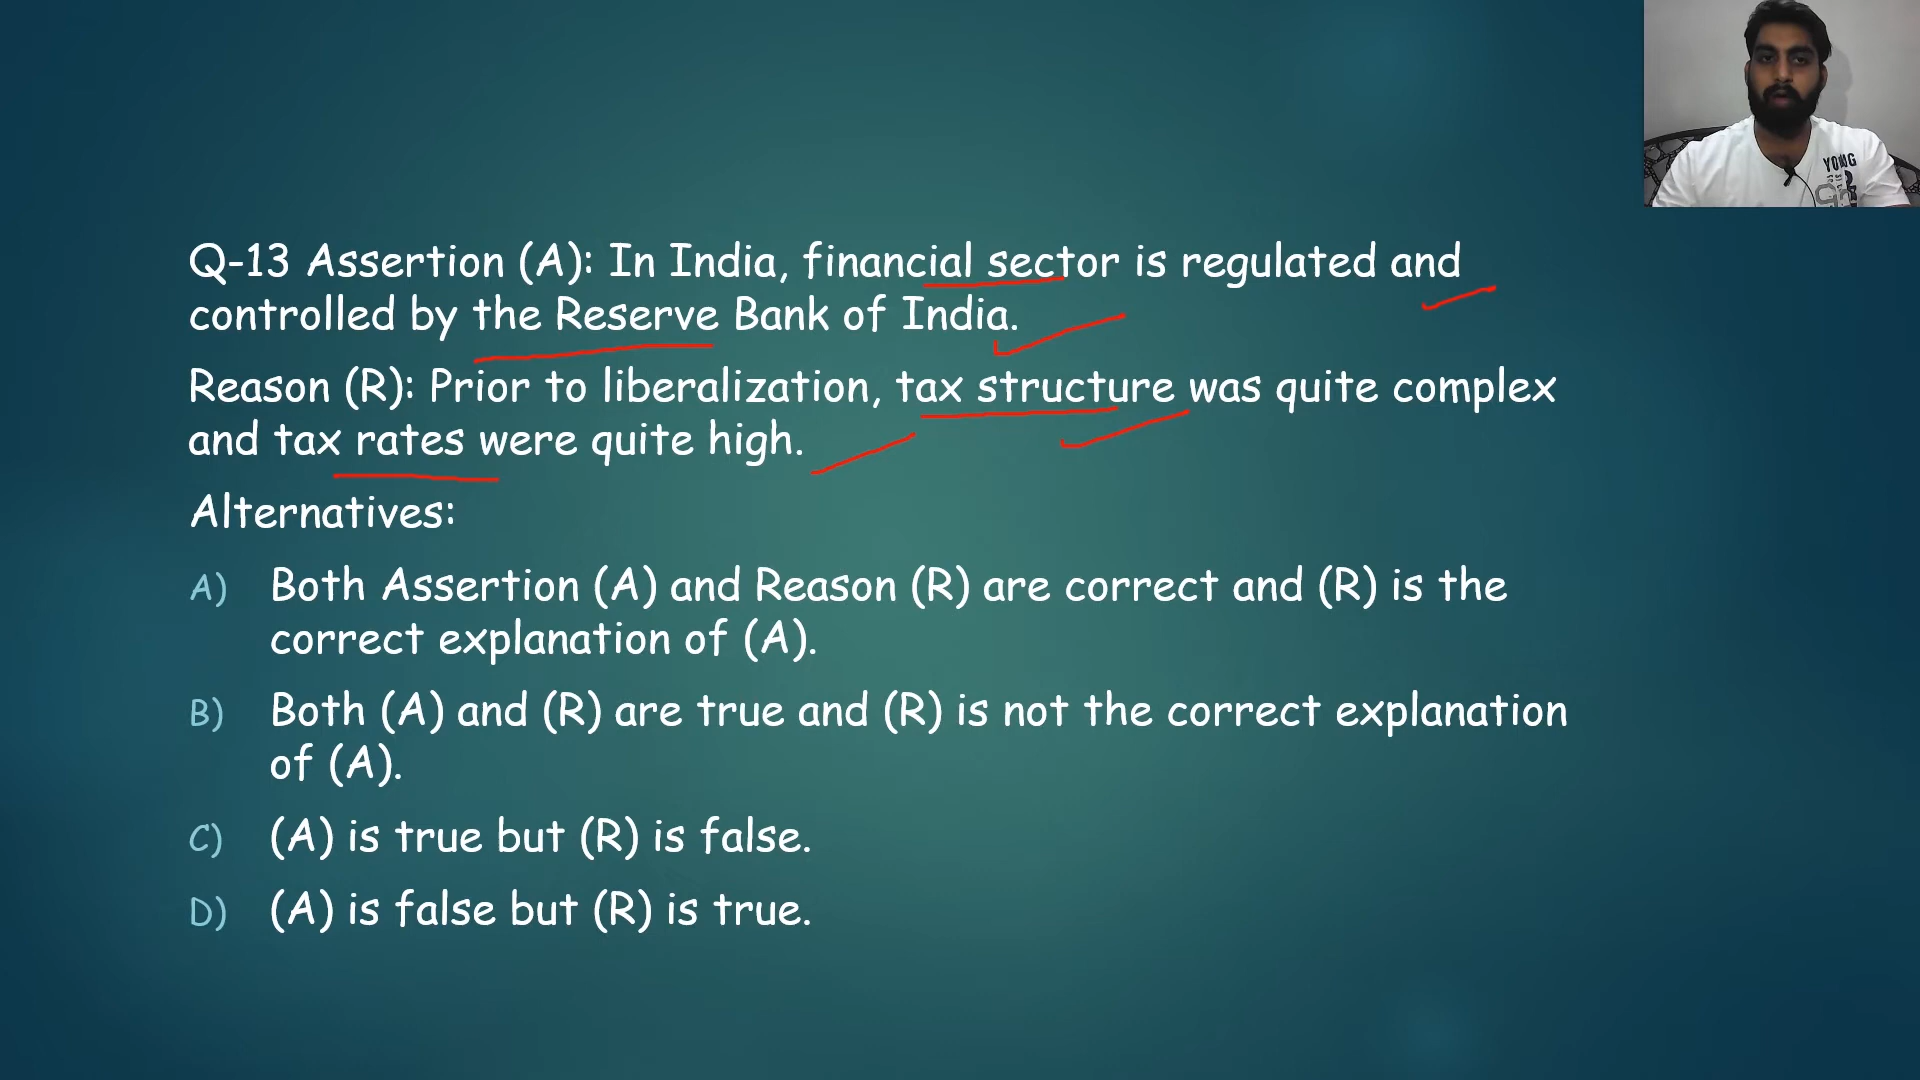 Q-13 Assertion (A): In India, financial sector is regulated and
controlled by the Reserve Bank of India.
Reason (R): Prior to liberalization, tax structure was quite complex
and tax rates were quite high.
Alternatives:
A) Both Assertion (A) and Reason (R) are correct and (R) is the
correct explanation of (A).
B) Both (A) and (R) are true and (R) is not the correct explanation
of (A).
C) (A) is true but (R) is false.
D) (A) is false but (R) is true.
YOUNG